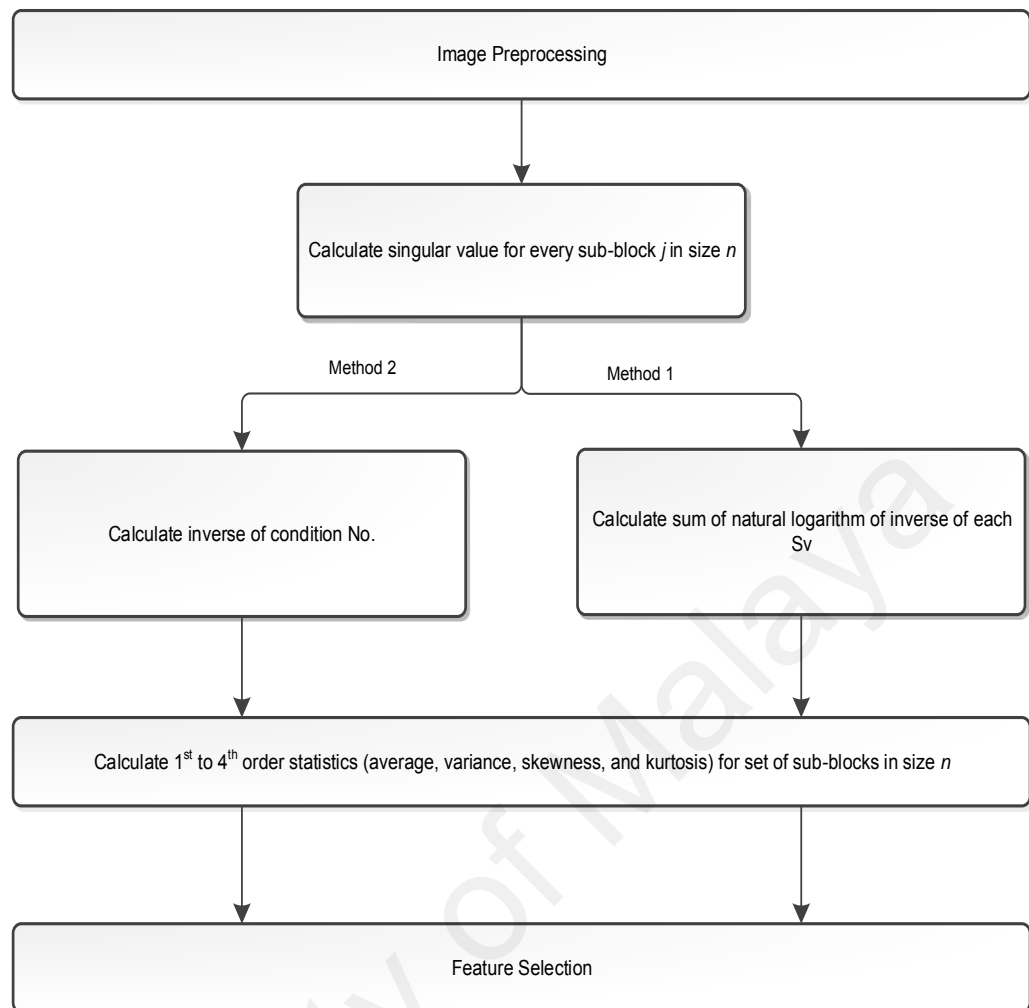 Image Preprocessing
Calculate singular value for every sub-block j in size n
Method 2
Method 1
Calculate inverse of condition No.
Calculate sum of natural logarithm of inverse of each
Sv
Calculate 1st to 4th order statistics (average, variance, skewness, and kurtosis) for set of sub-blocks in size n
Feature Selection
of Malaya